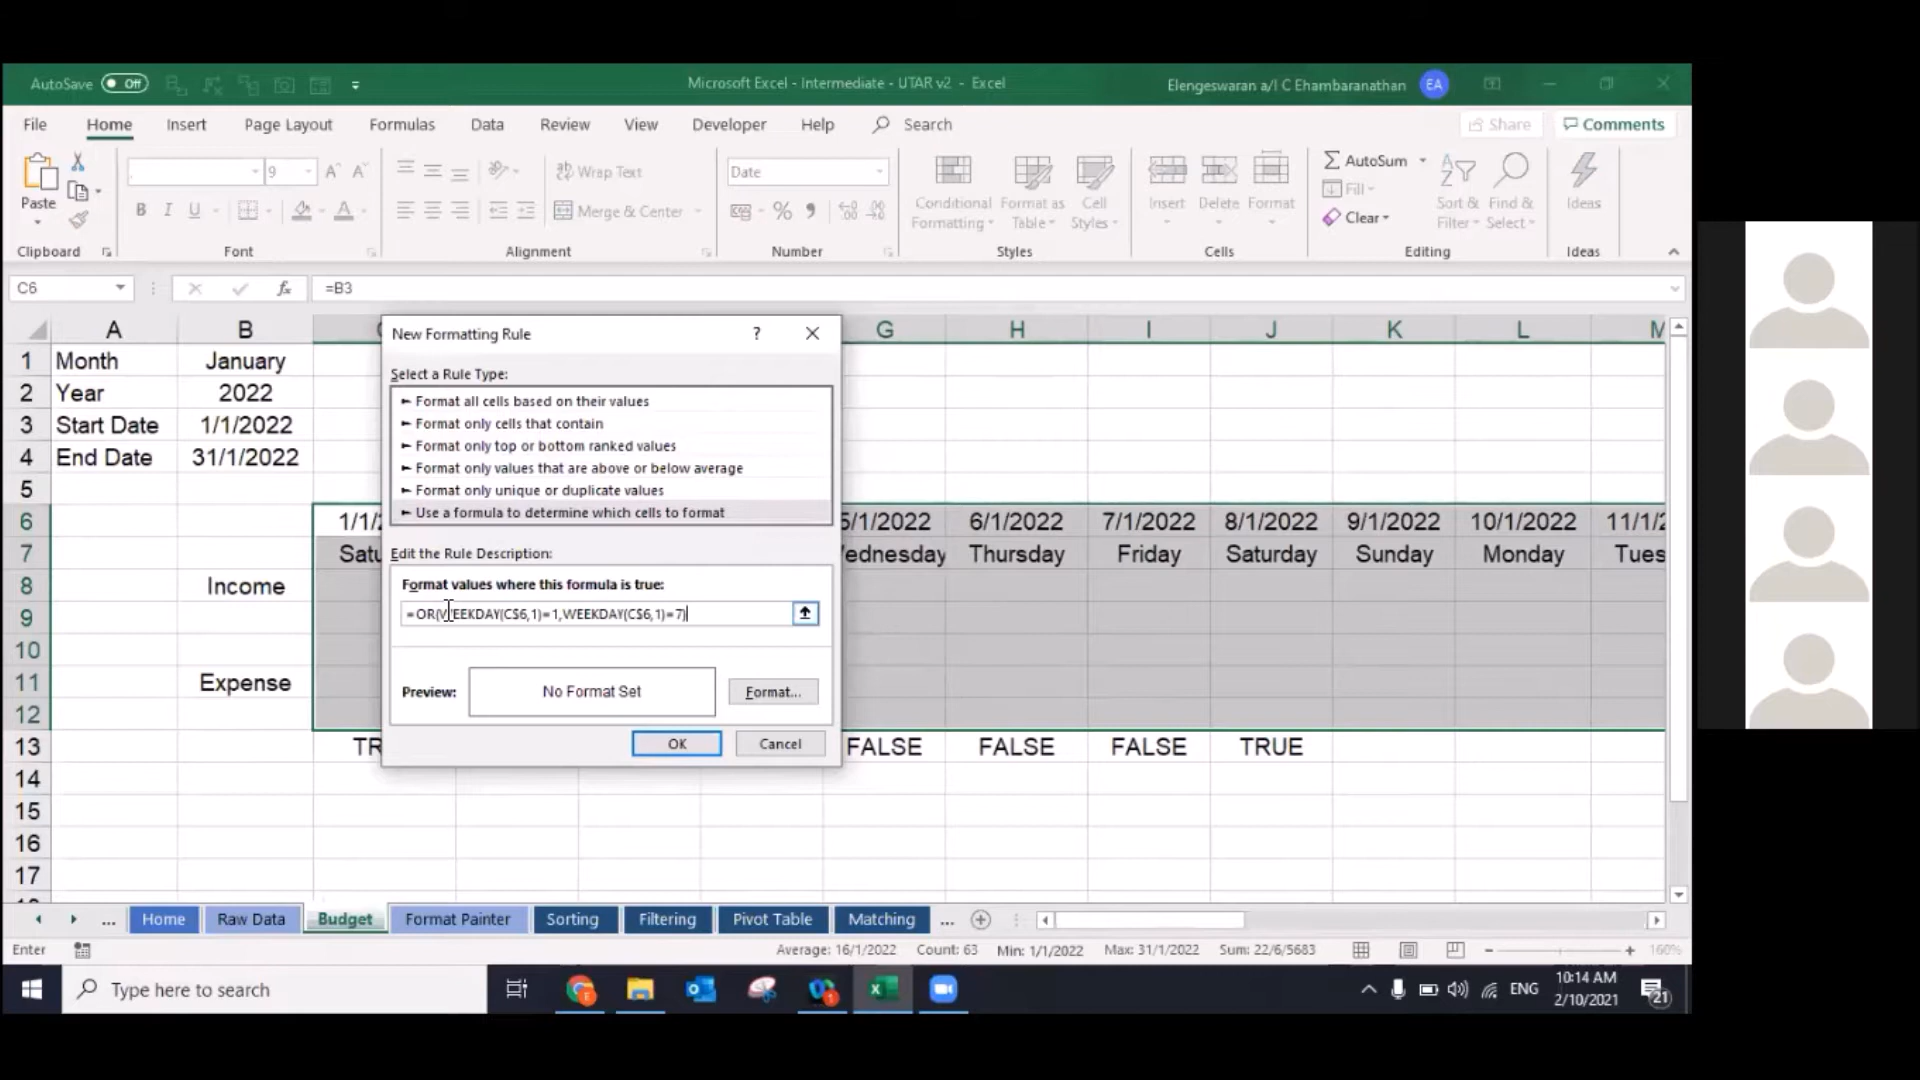 AutoSave Off Microsoft Excel - Intermediate - UTAR v2 - Excel Elengeswaran a/l C Ehambaranathan EA
File Home Insert Page Layout Formulas Data Review View Developer Help Search Share Comments
Paste 9 B I U Wrap Text Merge & Center Date % Conditional Formatting Format as Table Cell Styles Insert Delete Format AutoSum Fill Clear Sort & Filter Find & Select Ideas
Clipboard Font Alignment Number Styles Cells Editing Ideas
C6 fx =B3
A B G H I J K L M
1 Month January
2 Year 2022
3 Start Date 1/1/2022
4 End Date 31/1/2022
5
6 5/1/2022 6/1/2022 7/1/2022 8/1/2022 9/1/2022 10/1/2022
7 Thursday Friday Saturday Sunday Monday
8 Income
9
10
11 Expense
12
13 FALSE FALSE FALSE TRUE
14
15
16
17
New Formatting Rule ?
Select a Rule Type:
► Format all cells based on their values
► Format only cells that contain
► Format only top or bottom ranked values
► Format only values that are above or below average
► Format only unique or duplicate values
► Use a formula to determine which cells to format
Edit the Rule Description:
Format values where this formula is true:
=OR(WEEKDAY(C$6,1)=1,WEEKDAY(C$6,1)=7)
Preview: No Format Set Format...
OK Cancel
... Home Raw Data Budget Format Painter Sorting Filtering Pivot Table Matching ...
Enter Average: 16/1/2022 Count: 63 Min: 1/1/2022 Max: 31/1/2022 Sum: 22/6/5683 160%
Type here to search ENG 10:14 AM
2/10/2021 21